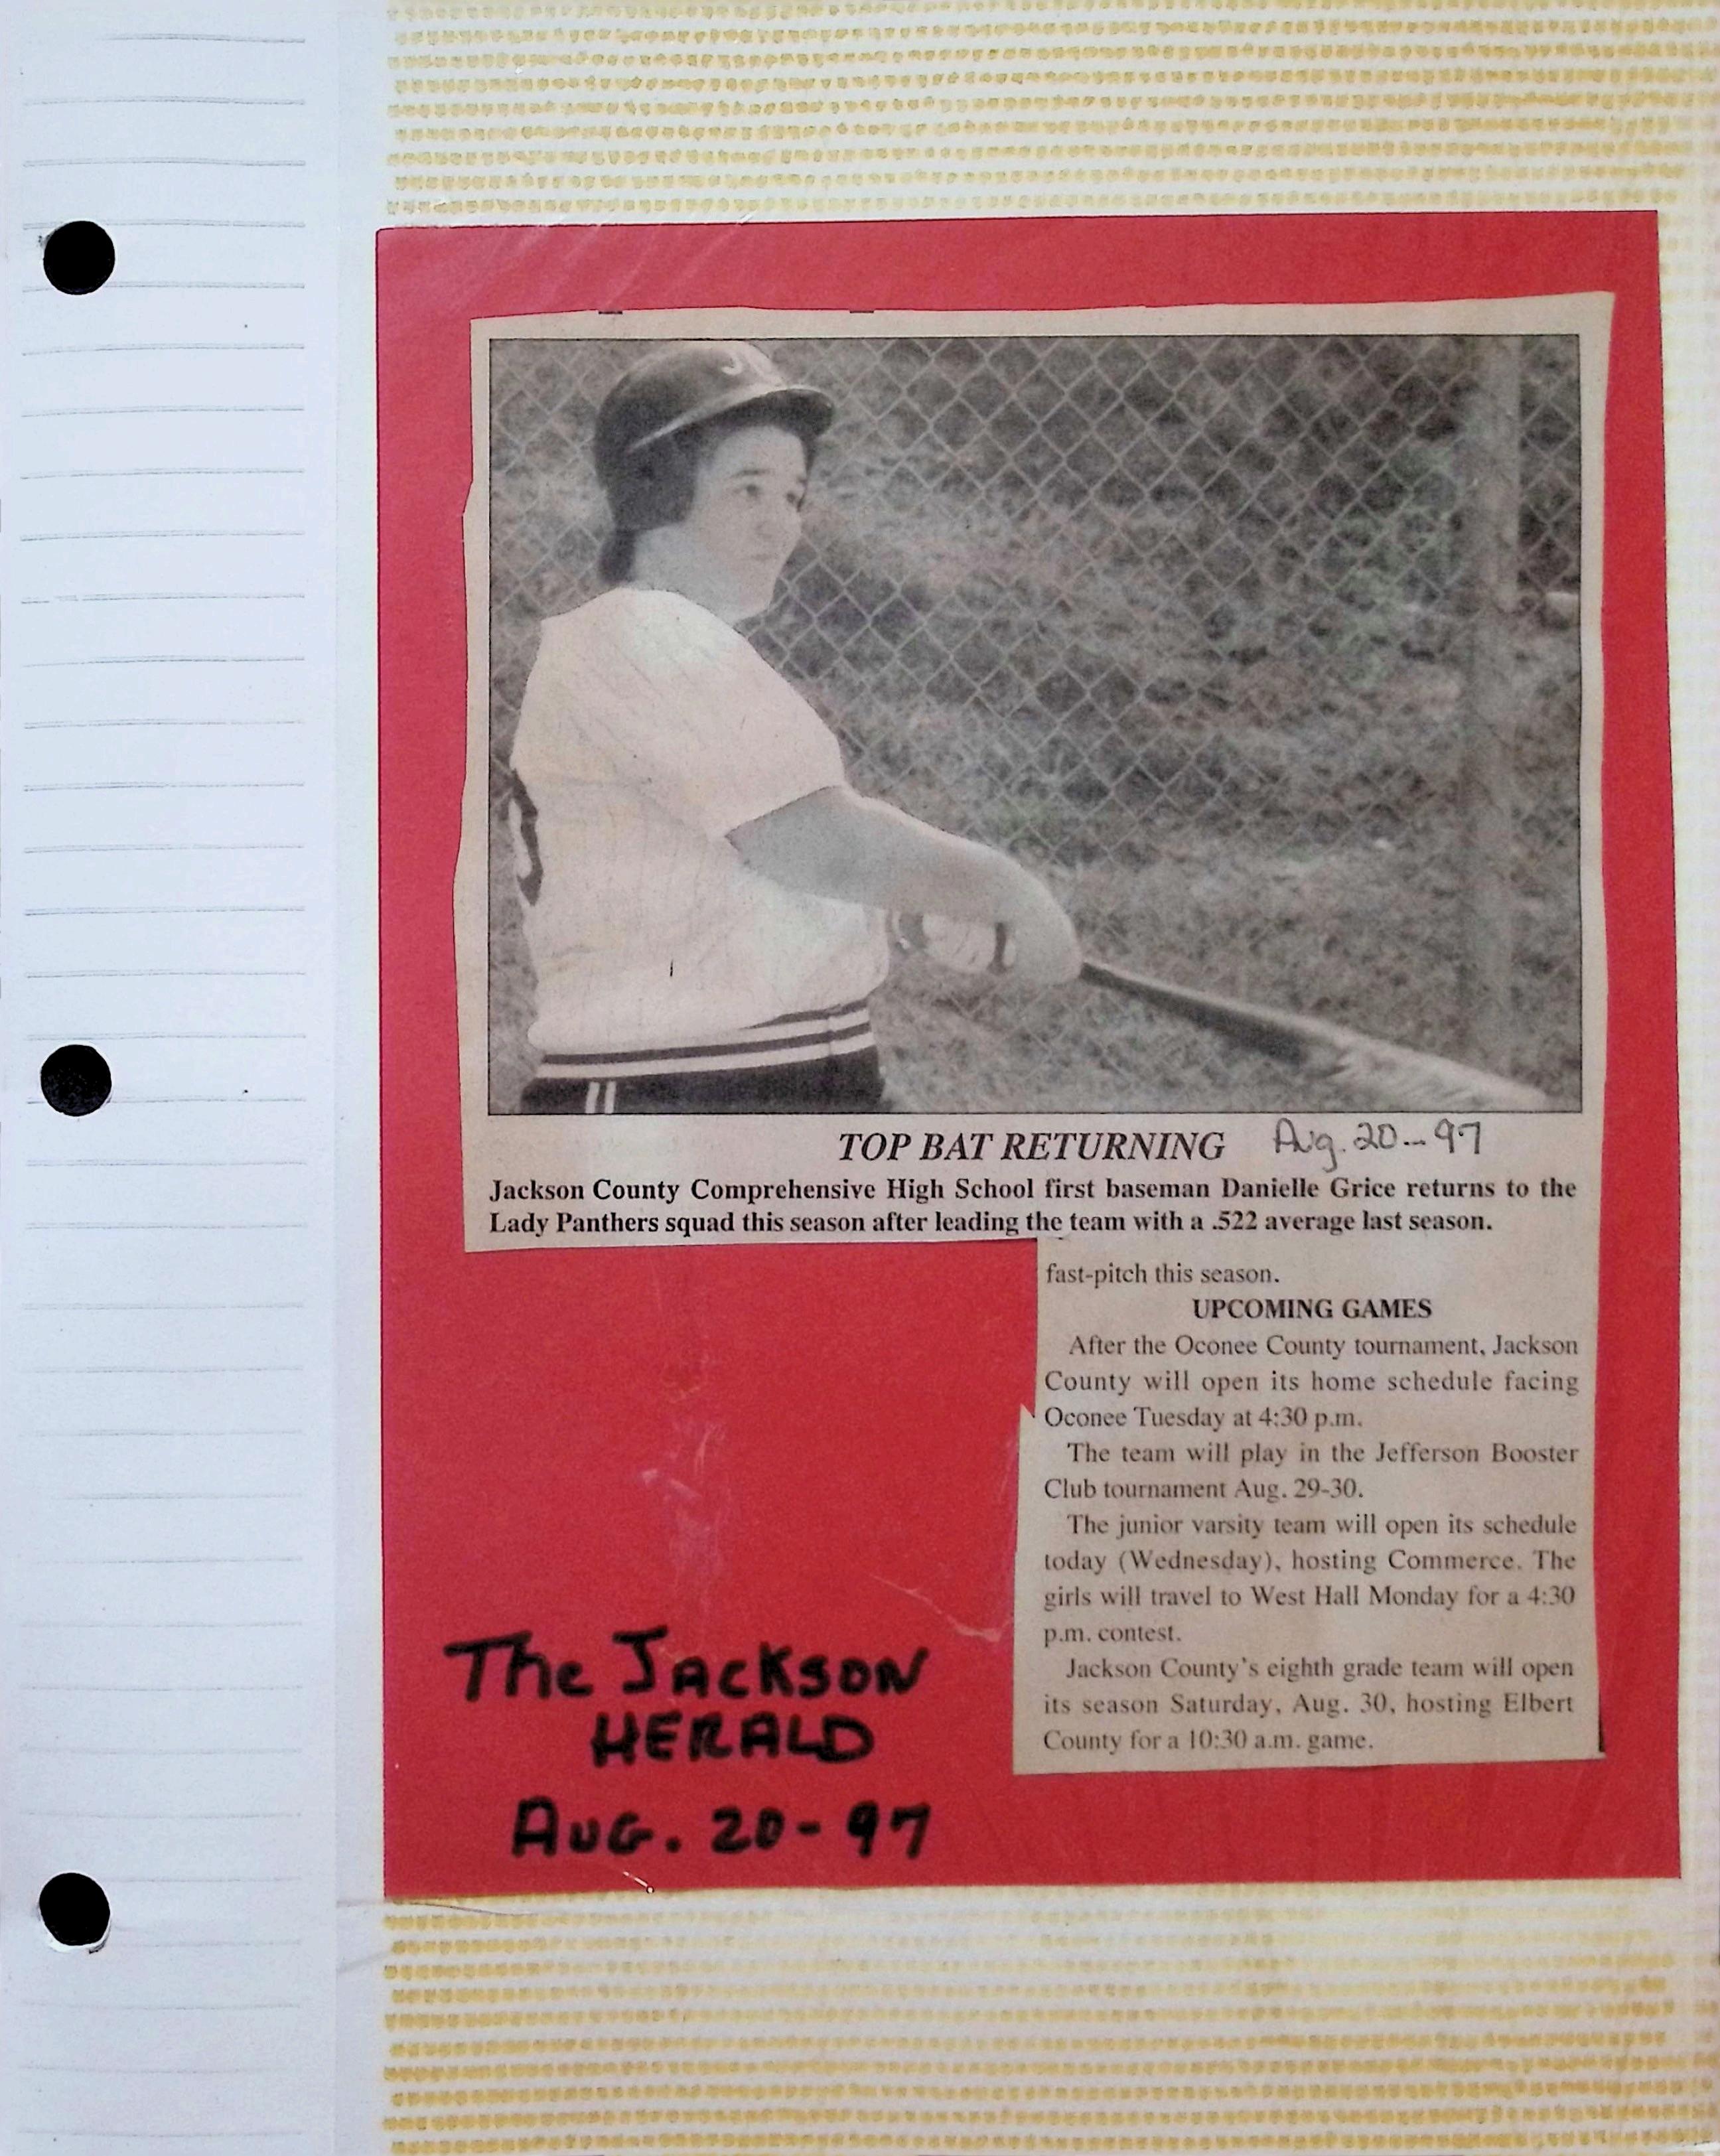 TOP BAT RETURNING Aug. 20-97
Jackson County Comprehensive High School first baseman Danielle Grice returns to the
Lady Panthers squad this season after leading the team with a .522 average last season.
fast-pitch this season.
UPCOMING GAMES
After the Oconee County tournament, Jackson
County will open its home schedule facing
Oconee Tuesday at 4:30 p.m.
The team will play in the Jefferson Booster
Club tournament Aug. 29-30.
The junior varsity team will open its schedule
today (Wednesday), hosting Commerce. The
girls will travel to West Hall Monday for a 4:30
p.m. contest.
Jackson County's eighth grade team will open
its season Saturday, Aug. 30, hosting Elbert
County for a 10:30 a.m. game.
The JACKSON
HERALD
AUG. 20-97